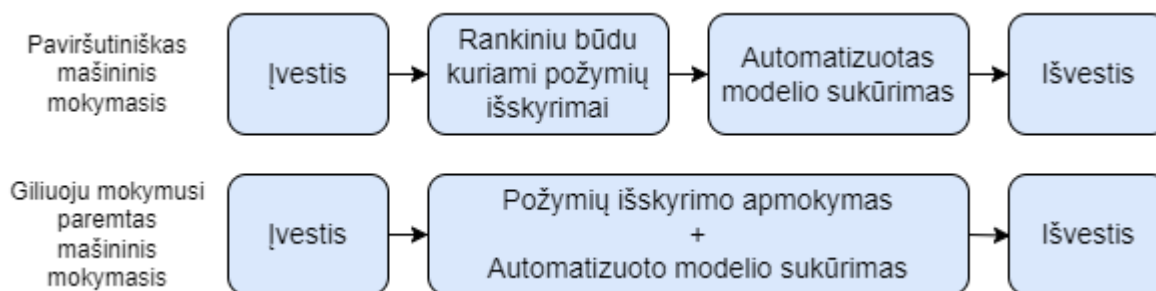 Paviršutiniškas
mašininis
mokymasis
Įvestis
Rankiniu būdu
kuriami požymių
išskyrimai
Automatizuotas
modelio sukūrimas
Išvestis
Giliuoju mokymusi
paremtas
mašininis
mokymasis
Įvestis
Požymių išskyrimo apmokymas
+
Automatizuoto modelio sukūrimas
Išvestis